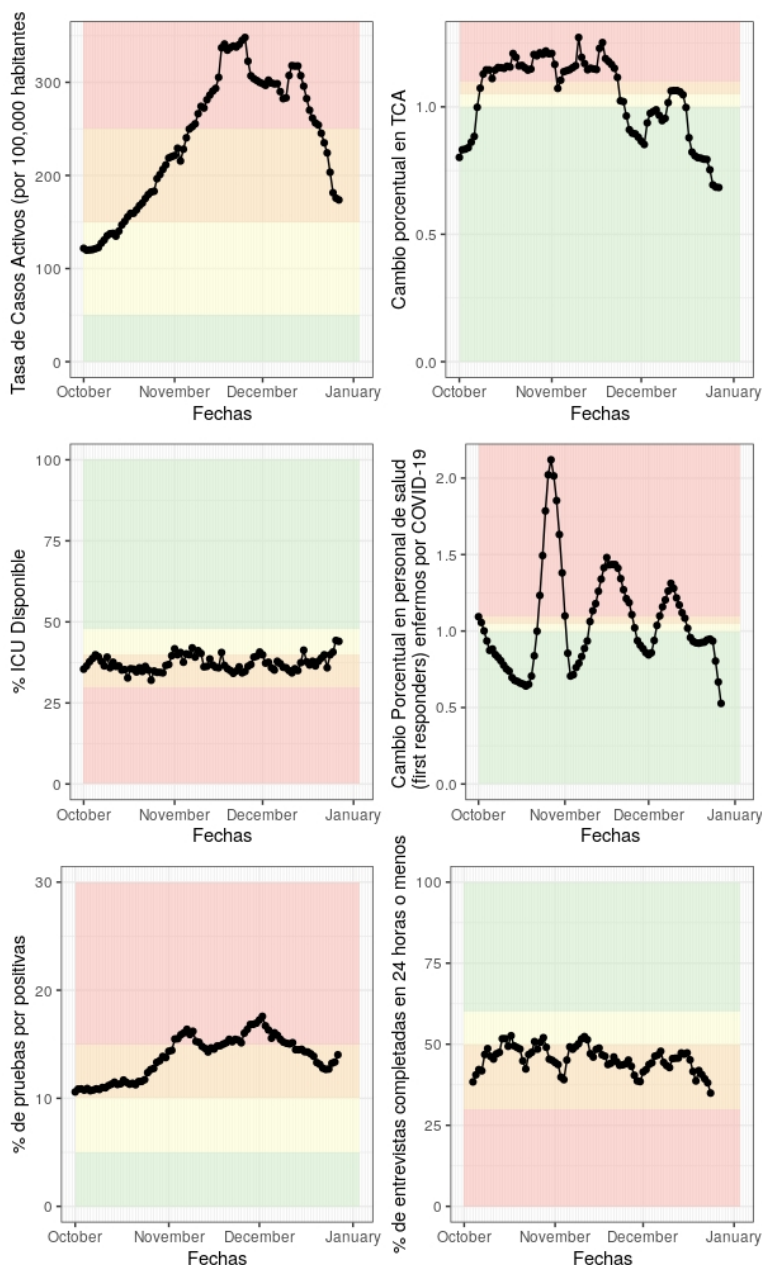 Tasa de Casos Activos (por 100,000 habitantes)
300
200
100
0
October November December January
Fechas
Cambio porcentual en TCA
1.0
0.5
0.0
October November December January
Fechas
% ICU Disponible
100
75
50
25
0
October November December January
Fechas
Cambio Porcentual en personal de salud
(first responders) enfermos por COVID-19
2.0
1.5
1.0
0.5
0.0
October November December January
Fechas
% de pruebas pcr positivas
30
20
10
0
October November December January
Fechas
% de entrevistas completadas en 24 horas o menos
100
75
50
25
0
October November December January
Fechas